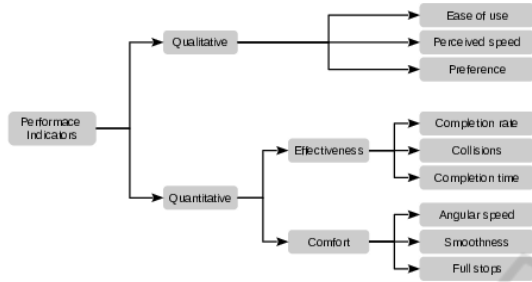 Performace
Indicators
Qualitative
Ease of use
Perceived speed
Preference
Quantitative
Effectiveness
Completion rate
Collisions
Completion time
Comfort
Angular speed
Smoothness
Full stops